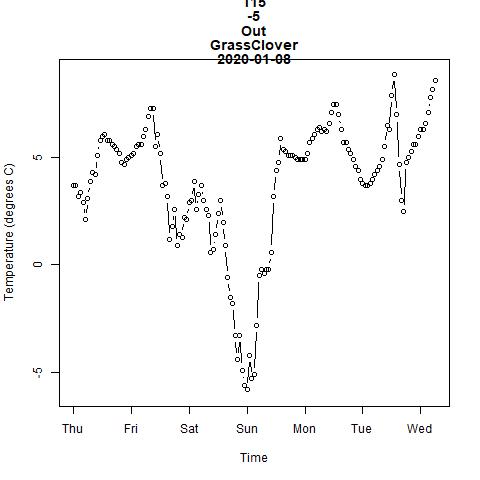 T15
-5
Out
GrassClover
2020-01-08
Temperature (degrees C)
5
0
-5
Thu Fri Sat Sun Mon Tue Wed
Time